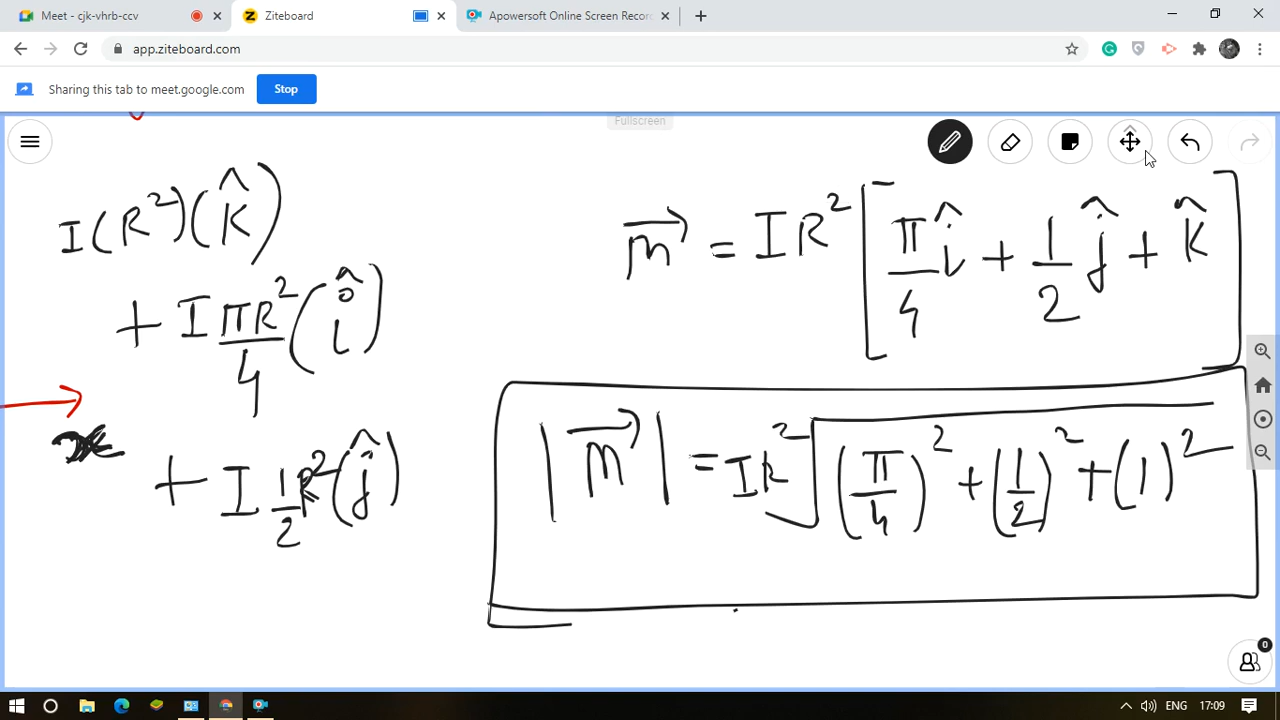 Meet - cjk-vhrb-ccv
Ziteboard
Apowersoft Online Screen Recor
app.ziteboard.com
Sharing this tab to meet.google.com
Stop
Fullscreen
I(R²)(k̂)
+ I πR²/4 (î)
+ I 1/2 R² (ĵ)
m⃗ = IR² [π/4 î + 1/2 ĵ + k̂]
|m⃗| = IR² √((π/4)² + (1/2)² + (1)²)
0
ENG
17:09